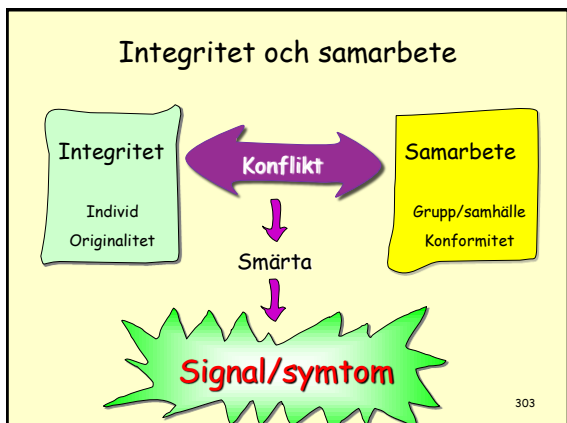 Integritet och samarbete
Integritet
Individ
Originalitet
Konflikt
Samarbete
Grupp/samhälle
Konformitet
Smärta
Signal/symtom
303